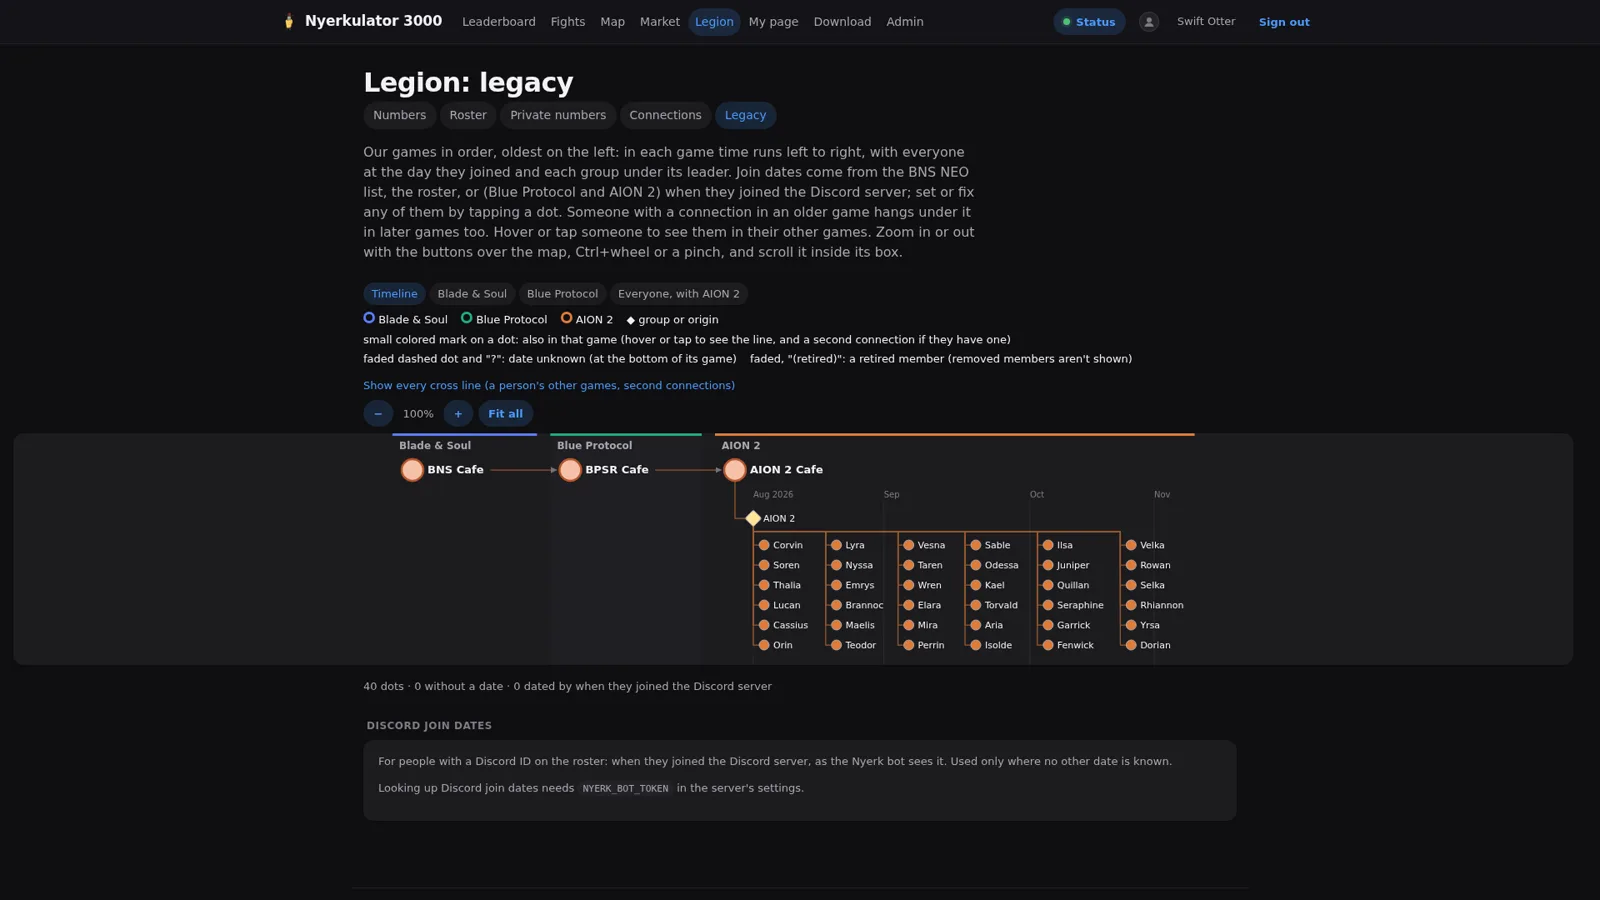 Nyerkulator 3000 Leaderboard Fights Map Market Legion My page Download Admin Status Swift Otter Sign out
Legion: legacy
Numbers Roster Private numbers Connections Legacy
Our games in order, oldest on the left: in each game time runs left to right, with everyone
at the day they joined and each group under its leader. Join dates come from the BNS NEO
list, the roster, or (Blue Protocol and AION 2) when they joined the Discord server; set or fix
any of them by tapping a dot. Someone with a connection in an older game hangs under it
in later games too. Hover or tap someone to see them in their other games. Zoom in or out
with the buttons over the map, Ctrl+wheel or a pinch, and scroll it inside its box.
Timeline Blade & Soul Blue Protocol Everyone, with AION 2
Blade & Soul Blue Protocol AION 2 ◆ group or origin
small colored mark on a dot: also in that game (hover or tap to see the line, and a second connection if they have one)
faded dashed dot and "?": date unknown (at the bottom of its game) faded, "(retired)": a retired member (removed members aren't shown)
Show every cross line (a person's other games, second connections)
− 100% + Fit all
Blade & Soul Blue Protocol AION 2
BNS Cafe BPSR Cafe AION 2 Cafe
Aug 2026 Sep Oct Nov
AION 2
Corvin Lyra Vesna Sable Ilsa Velka
Soren Nyssa Taren Odessa Juniper Rowan
Thalia Emrys Wren Kael Quillan Selka
Lucan Brannoc Elara Torvald Seraphine Rhiannon
Cassius Maelis Mira Aria Garrick Yrsa
Orin Teodor Perrin Isolde Fenwick Dorian
40 dots · 0 without a date · 0 dated by when they joined the Discord server
DISCORD JOIN DATES
For people with a Discord ID on the roster: when they joined the Discord server, as the Nyerk bot sees it. Used only where no other date is known.
Looking up Discord join dates needs NYERK_BOT_TOKEN in the server's settings.